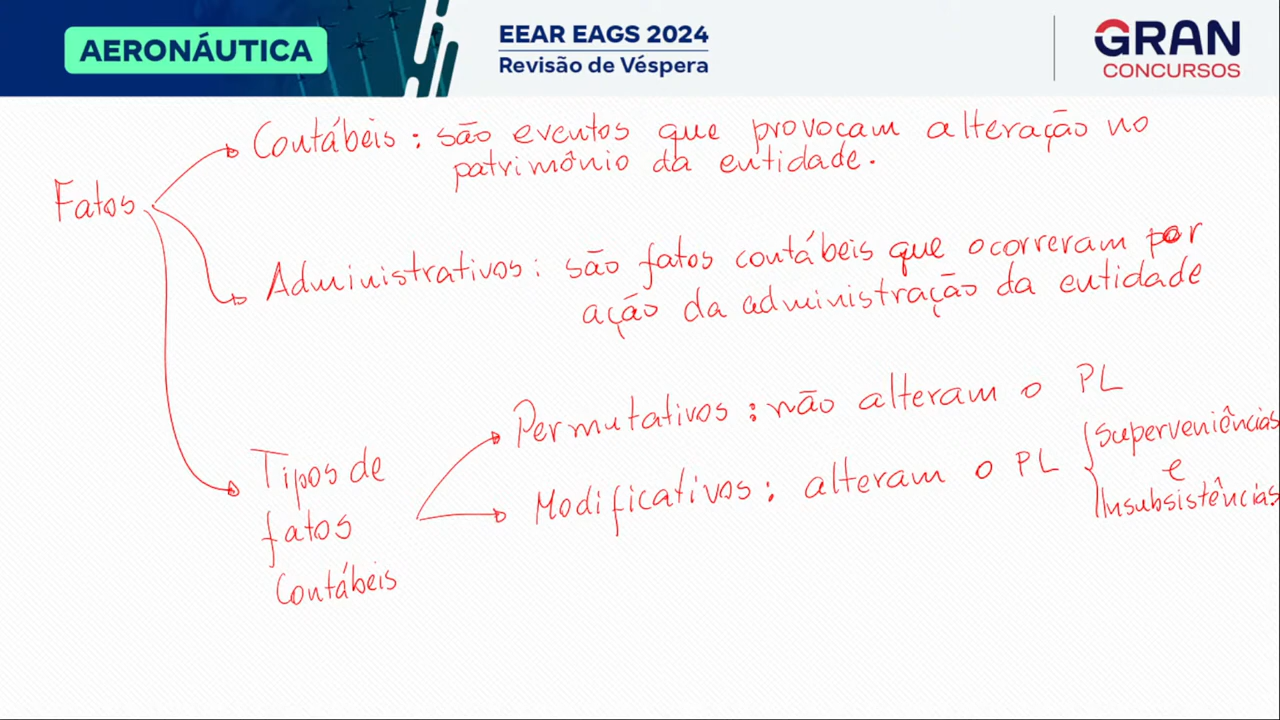 AERONÁUTICA
EEAR EAGS 2024
Revisão de Véspera
GRAN
CONCURSOS
Fatos
Contábeis : são eventos que provocam alteração no
patrimônio da entidade.
Administrativos : são fatos contábeis que ocorreram por
ação da administração da entidade
Tipos de
fatos
Contábeis
Permutativos : não alteram o PL
Modificativos : alteram o PL
Superveniências
e
Insubsistências